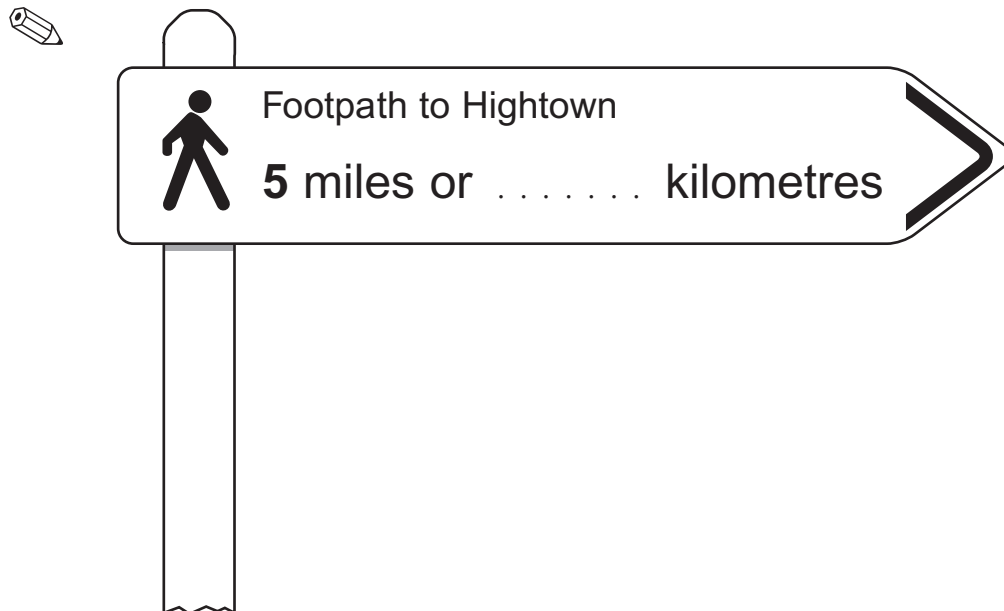 Footpath to Hightown
5 miles or ....... kilometres